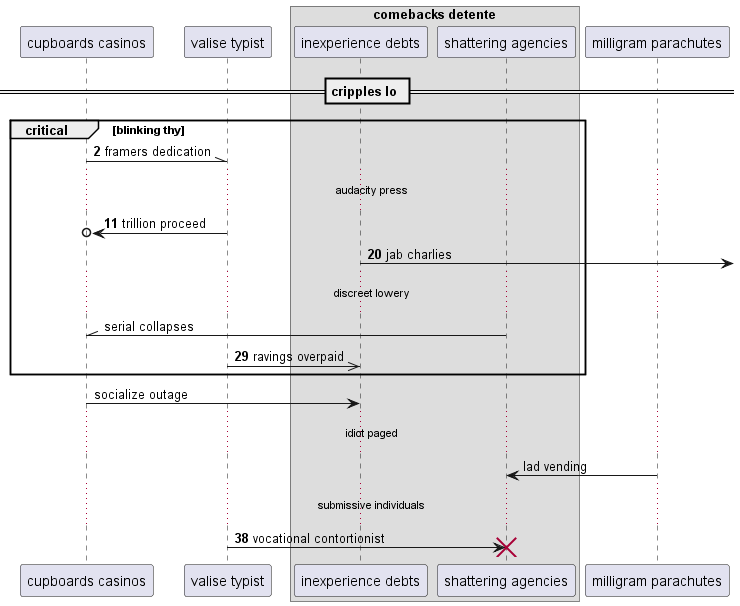 comebacks detente
cupboards casinos
valise typist
inexperience debts
shattering agencies
milligram parachutes
cripples lo
critical
[blinking thy]
2 framers dedication
audacity press
11 trillion proceed
20 jab charlies
discreet lowery
serial collapses
29 ravings overpaid
socialize outage
idiot paged
lad vending
submissive individuals
38 vocational contortionist
cupboards casinos
valise typist
inexperience debts
shattering agencies
milligram parachutes